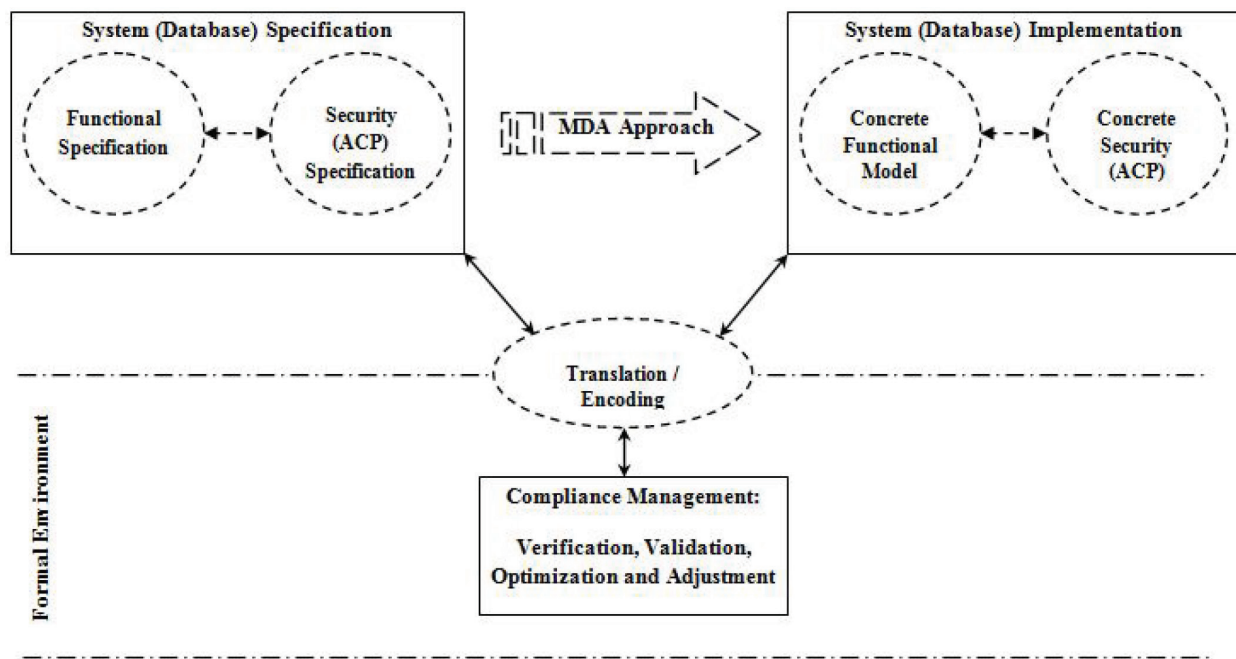 System (Database) Specification
Functional
Specification
Security
(ACP)
Specification
MDA Approach
System (Database) Implementation
Concrete
Functional
Model
Concrete
Security
(ACP)
Translation /
Encoding
Formal Environment
Compliance Management:
Verification, Validation,
Optimization and Adjustment